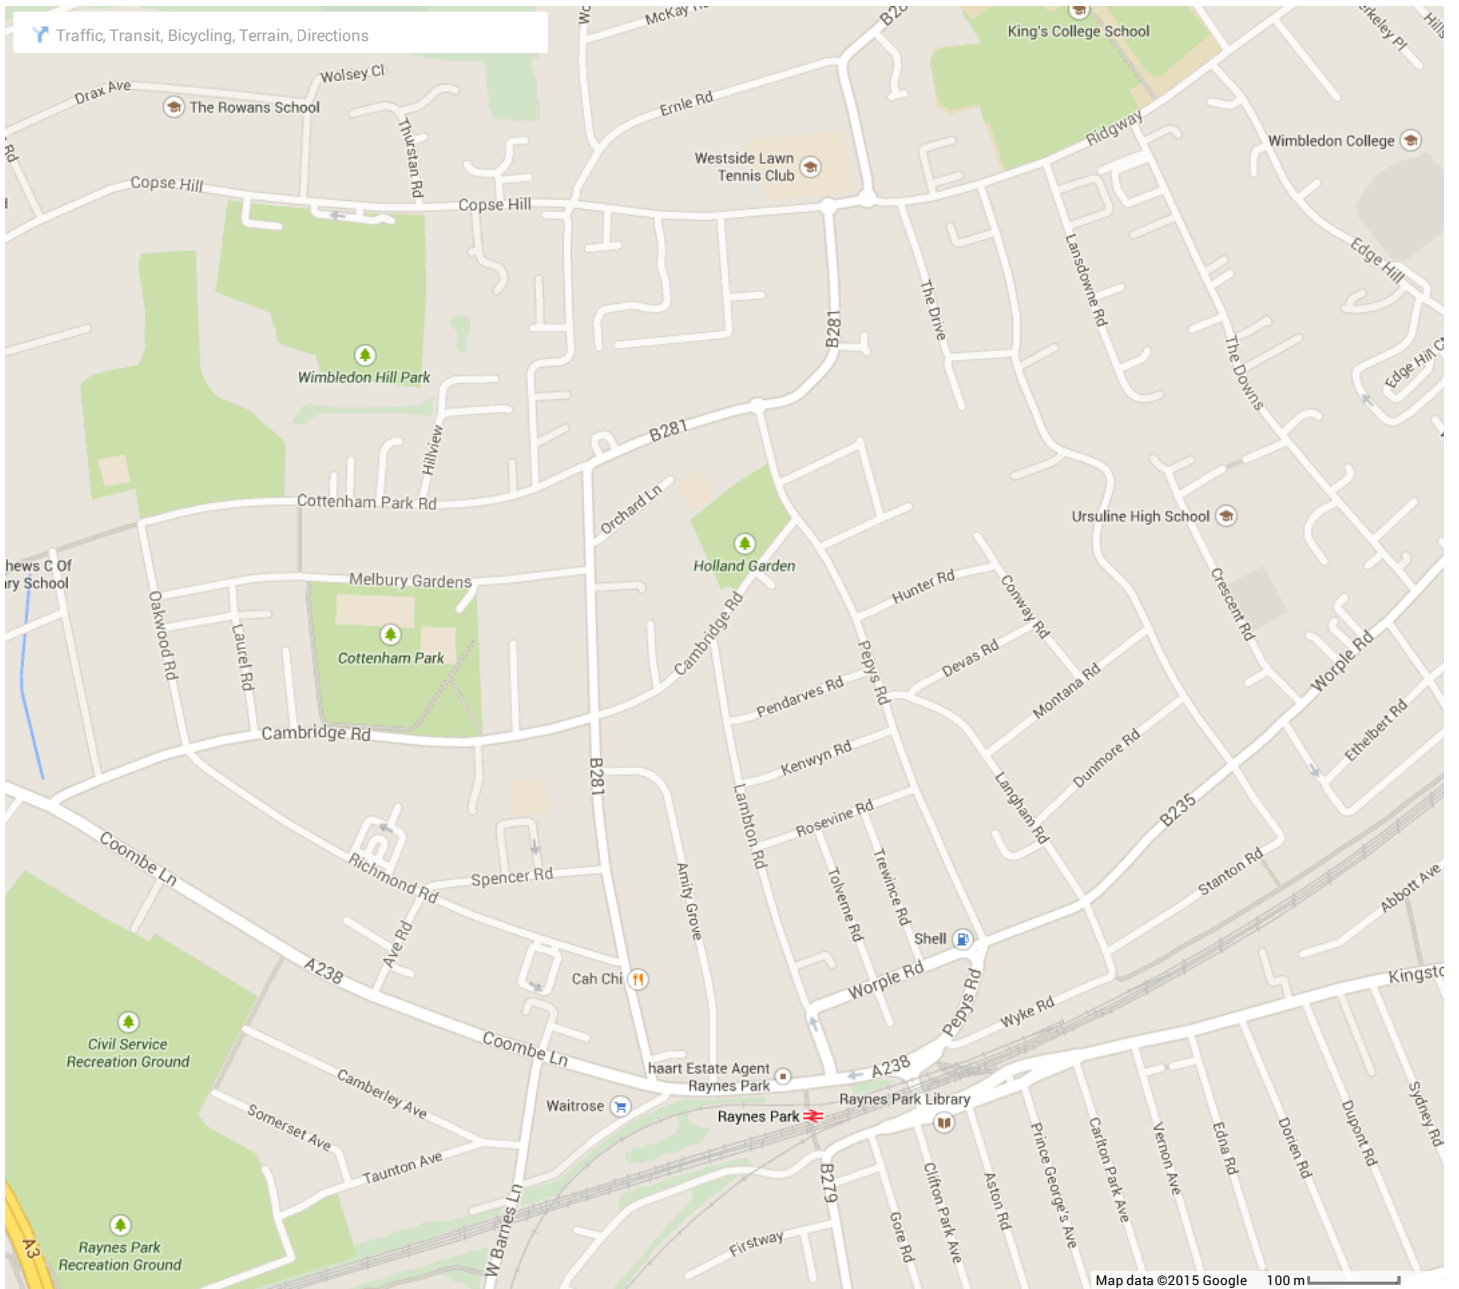 Traffic, Transit, Bicycling, Terrain, Directions
McKay Rd
King's College School
Drax Ave
Wolsey Cl
The Rowans School
Thurstan Rd
Ernle Rd
Ridgway
Westside Lawn
Tennis Club
Wimbledon College
Copse Hill
Copse Hill
Edge Hill
Lansdowne Rd
The Drive
B281
The Downs
Edge Hill
Wimbledon Hill Park
B281
Hillview
Cottenham Park Rd
Orchard Ln
Ursuline High School
Holland Garden
hews C Of
ry School
Melbury Gardens
Hunter Rd
Conway Rd
Crescent Rd
Oakwood Rd
Laurel Rd
Cottenham Park
Cambridge Rd
Pepys Rd
Devas Rd
Worple Rd
Pendarves Rd
Montana Rd
Ethelbert Rd
Cambridge Rd
Kenwyn Rd
Dunmore Rd
B281
Lambton Rd
Langham Rd
B235
Rosevine Rd
Coombe Ln
Richmond Rd
Spencer Rd
Amity Grove
Tolverne Rd
Trewince Rd
Stanton Rd
Abbott Ave
Ave Rd
Shell
A238
Cah Chi
Worple Rd
Pepys Rd
Wyke Rd
Kingsto
Civil Service
Recreation Ground
Coombe Ln
haart Estate Agent
Raynes Park
A238
Camberley Ave
Waitrose
Raynes Park
Raynes Park Library
Somerset Ave
Taunton Ave
W Barnes Ln
B279
Firstway
Gore Rd
Clifton Park Ave
Aston Rd
Prince George's Ave
Carlton Park Ave
Vernon Ave
Edna Rd
Dorien Rd
Dupont Rd
Sydney Rd
A3
Raynes Park
Recreation Ground
Map data ©2015 Google
100 m